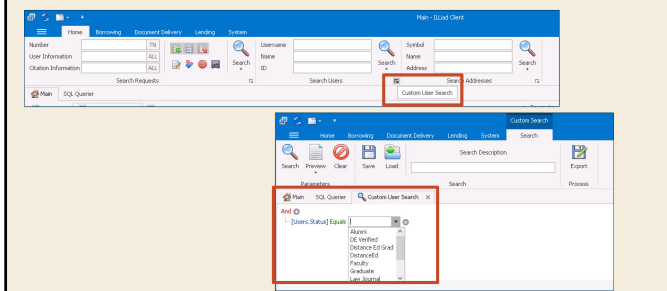 Main - ILLiad Client
Home Borrowing Document Delivery Lending System
Number TN Username Symbol
User Information ALL Name Name
Citation Information ALL Search ID Search Address Search
Search Requests Search Users Search Addresses
Main SQL Querier Custom User Search
Custom Search
Home Borrowing Document Delivery Lending System Search
Search Description
Search Preview Clear Save Load Export
Parameters Search Process
Main SQL Querier Custom User Search ×
And
[Users.Status] Equals
Alumni
DE Verified
Distance Ed Grad
DistanceEd
Faculty
Graduate
Law Journal